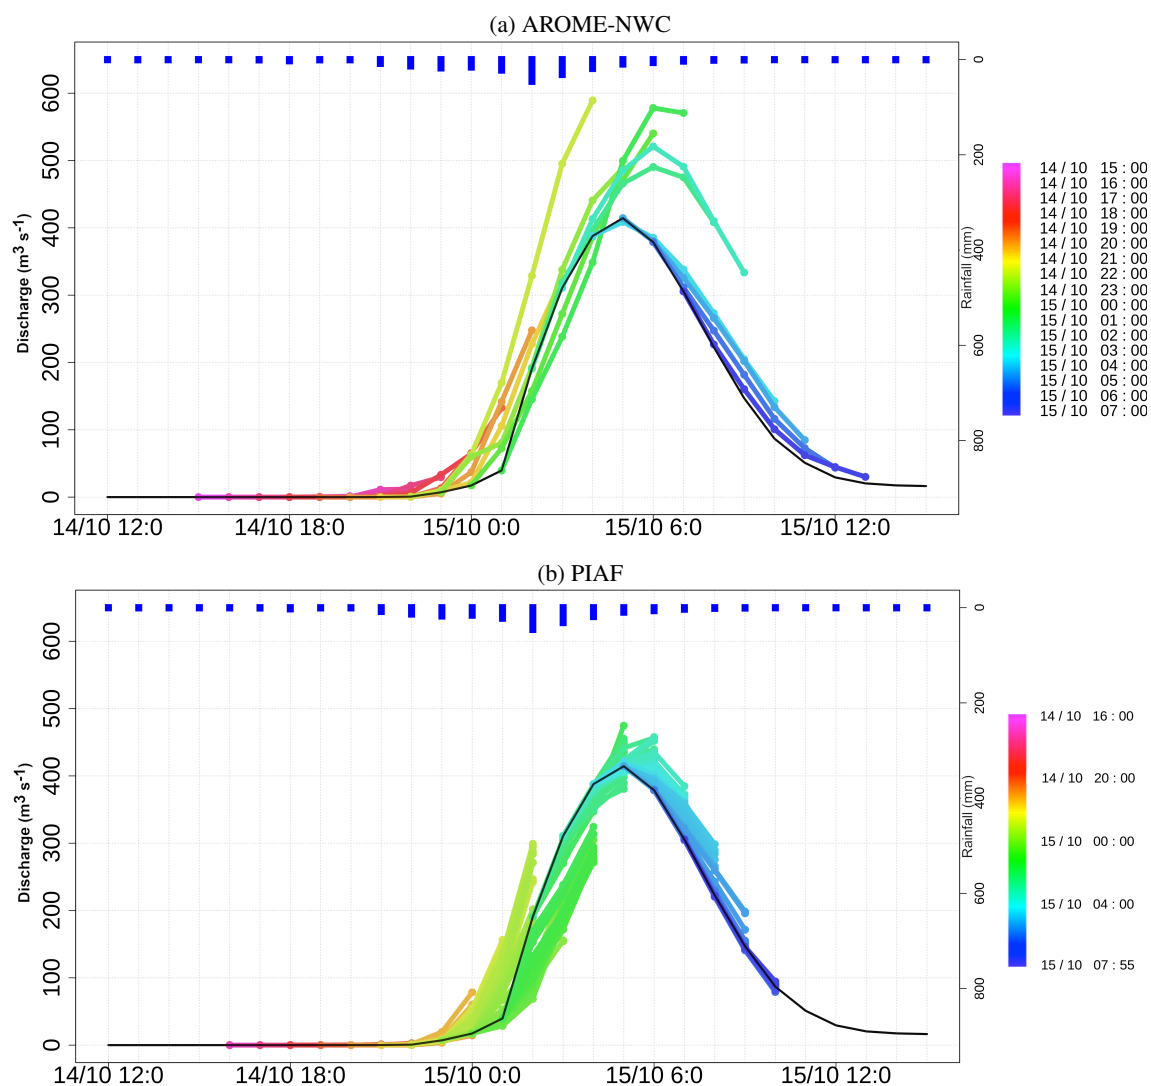 (a) AROME-NWC
600
500
400
300
200
100
0
Discharge (m³ s⁻¹)
0
200
400
600
800
Rainfall (mm)
14/10 12:0
14/10 18:0
15/10 0:0
15/10 6:0
15/10 12:0
14 / 10 15 : 00
14 / 10 16 : 00
14 / 10 17 : 00
14 / 10 18 : 00
14 / 10 19 : 00
14 / 10 20 : 00
14 / 10 21 : 00
14 / 10 22 : 00
14 / 10 23 : 00
15 / 10 00 : 00
15 / 10 01 : 00
15 / 10 02 : 00
15 / 10 03 : 00
15 / 10 04 : 00
15 / 10 05 : 00
15 / 10 06 : 00
15 / 10 07 : 00
(b) PIAF
600
500
400
300
200
100
0
Discharge (m³ s⁻¹)
0
200
400
600
800
Rainfall (mm)
14/10 12:0
14/10 18:0
15/10 0:0
15/10 6:0
15/10 12:0
14 / 10 16 : 00
14 / 10 20 : 00
15 / 10 00 : 00
15 / 10 04 : 00
15 / 10 07 : 55